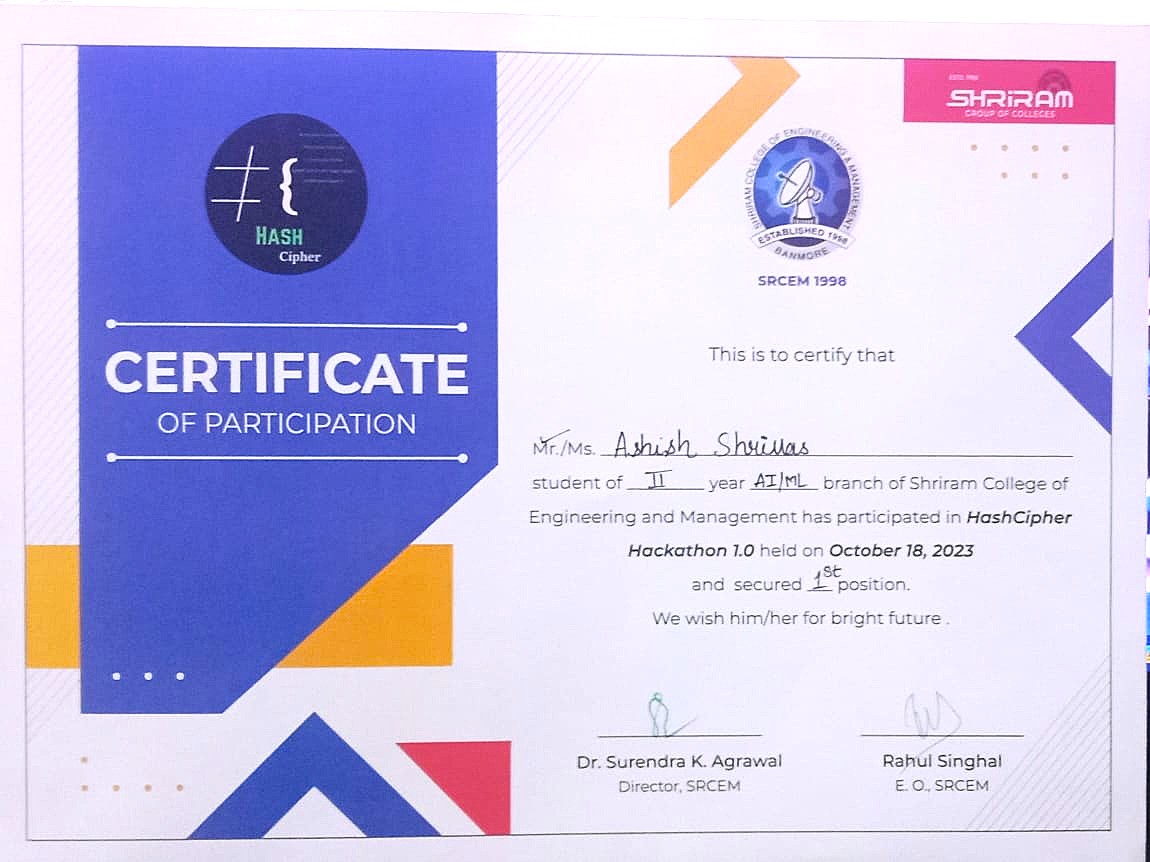 #{
HASH
Cipher
CERTIFICATE
OF PARTICIPATION
ESTD. 1998
SHRIRAM
GROUP OF COLLEGES
SHRIRAM COLLEGE OF ENGINEERING & MANAGEMENT
ESTABLISHED 1998
BANMORE
SRCEM 1998
This is to certify that
Mr./Ms. Ashish Shrivas
student of II year AI/ML branch of Shriram College of
Engineering and Management has participated in HashCipher
Hackathon 1.0 held on October 18, 2023
and secured 1st position.
We wish him/her for bright future .
Dr. Surendra K. Agrawal
Director, SRCEM
Rahul Singhal
E. O., SRCEM